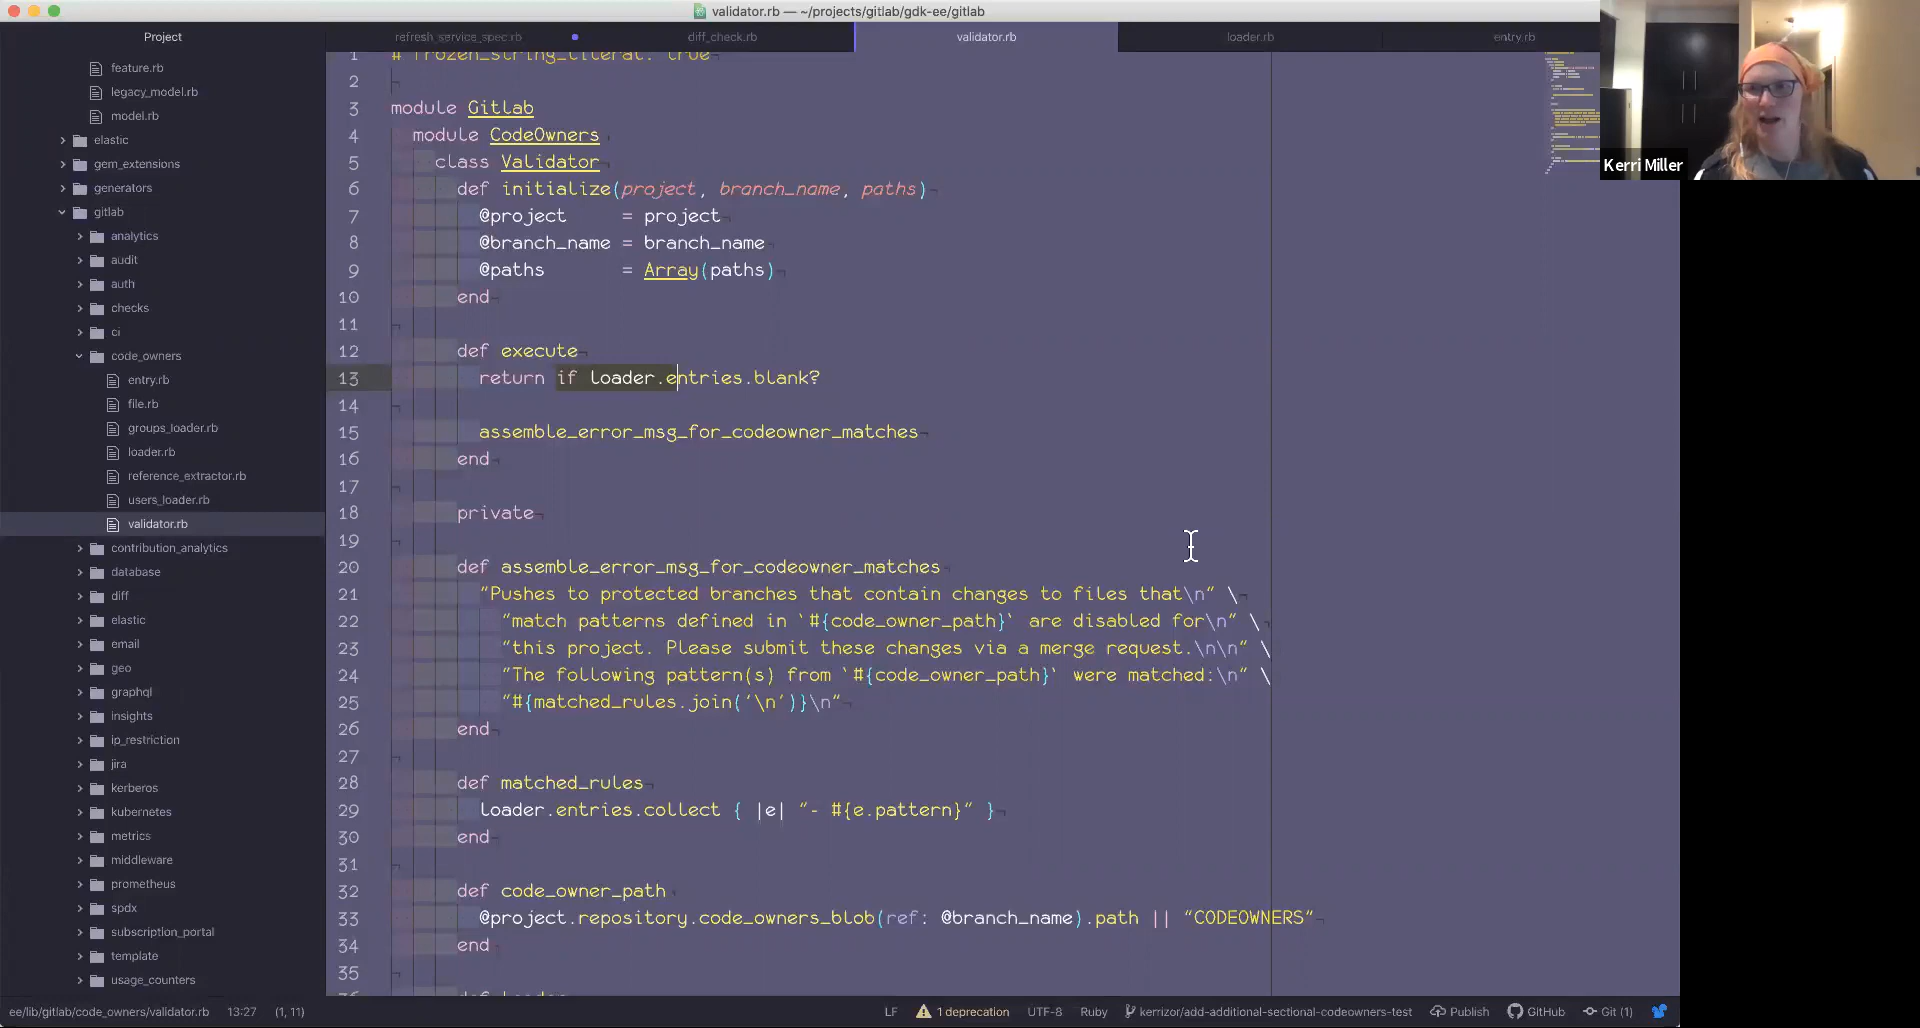 validator.rb — ~/projects/gitlab/gdk-ee/gitlab
Project
refresh_service_spec.rb
diff_check.rb
validator.rb
loader.rb
entry.rb
feature.rb
legacy_model.rb
model.rb
elastic
gem_extensions
generators
gitlab
analytics
audit
auth
checks
ci
code_owners
entry.rb
file.rb
groups_loader.rb
loader.rb
reference_extractor.rb
users_loader.rb
validator.rb
contribution_analytics
database
diff
elastic
email
geo
graphql
insights
ip_restriction
jira
kerberos
kubernetes
metrics
middleware
prometheus
spdx
subscription_portal
template
usage_counters
1 # frozen_string_literal: true
2
3 module Gitlab
4 module CodeOwners
5 class Validator
6 def initialize(project, branch_name, paths)
7 @project = project
8 @branch_name = branch_name
9 @paths = Array(paths)
10 end
11
12 def execute
13 return if loader.entries.blank?
14
15 assemble_error_msg_for_codeowner_matches
16 end
17
18 private
19
20 def assemble_error_msg_for_codeowner_matches
21 "Pushes to protected branches that contain changes to files that\n" \
22 "match patterns defined in `#{code_owner_path}` are disabled for\n" \
23 "this project. Please submit these changes via a merge request.\n\n" \
24 "The following pattern(s) from `#{code_owner_path}` were matched:\n" \
25 "#{matched_rules.join('\n')}\n"
26 end
27
28 def matched_rules
29 loader.entries.collect { |e| "- #{e.pattern}" }
30 end
31
32 def code_owner_path
33 @project.repository.code_owners_blob(ref: @branch_name).path || "CODEOWNERS"
34 end
35
Kerri Miller
ee/lib/gitlab/code_owners/validator.rb 13:27 (1, 11)
LF 1 deprecation UTF-8 Ruby kerrizor/add-additional-sectional-codeowners-test Publish GitHub Git (1)